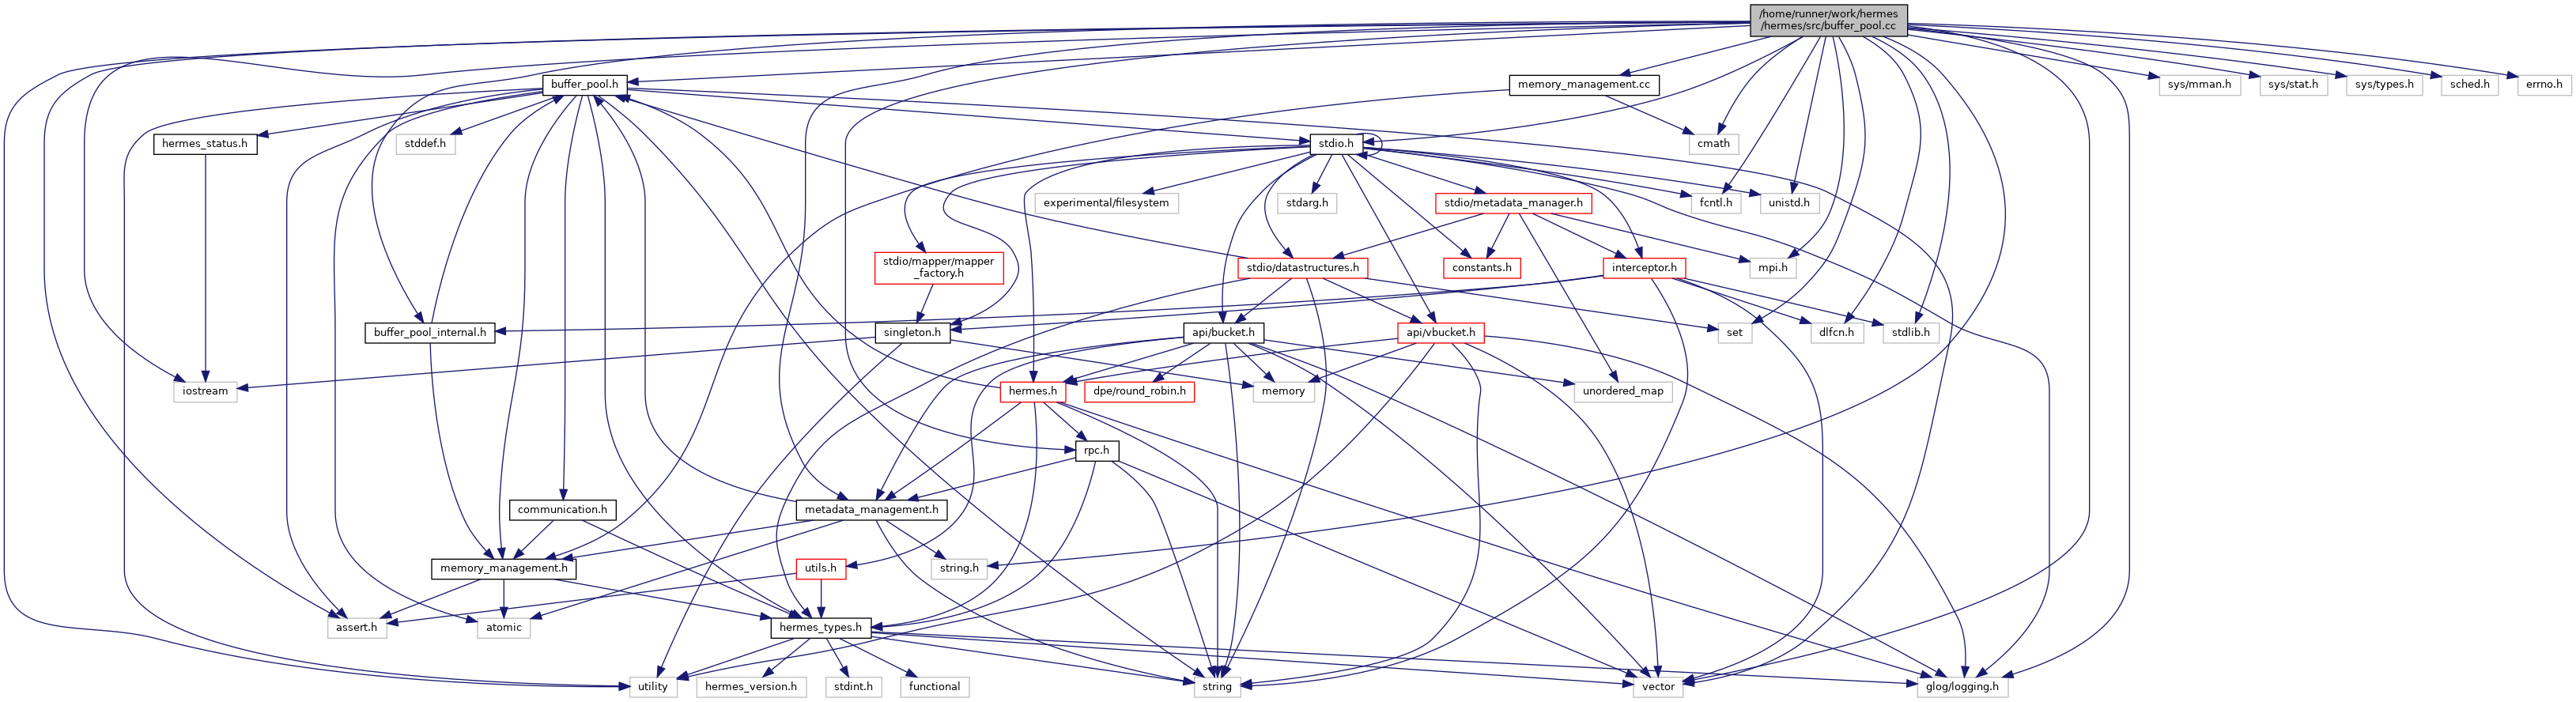 /home/runner/work/hermes
/hermes/src/buffer_pool.cc
buffer_pool.h
memory_management.cc
sys/mman.h
sys/stat.h
sys/types.h
sched.h
errno.h
hermes_status.h
stddef.h
stdio.h
cmath
experimental/filesystem
stdarg.h
stdio/metadata_manager.h
fcntl.h
unistd.h
stdio/mapper/mapper
_factory.h
stdio/datastructures.h
constants.h
interceptor.h
mpi.h
buffer_pool_internal.h
singleton.h
api/bucket.h
api/vbucket.h
set
dlfcn.h
stdlib.h
iostream
hermes.h
dpe/round_robin.h
memory
unordered_map
rpc.h
communication.h
metadata_management.h
memory_management.h
utils.h
string.h
assert.h
atomic
hermes_types.h
utility
hermes_version.h
stdint.h
functional
string
vector
glog/logging.h